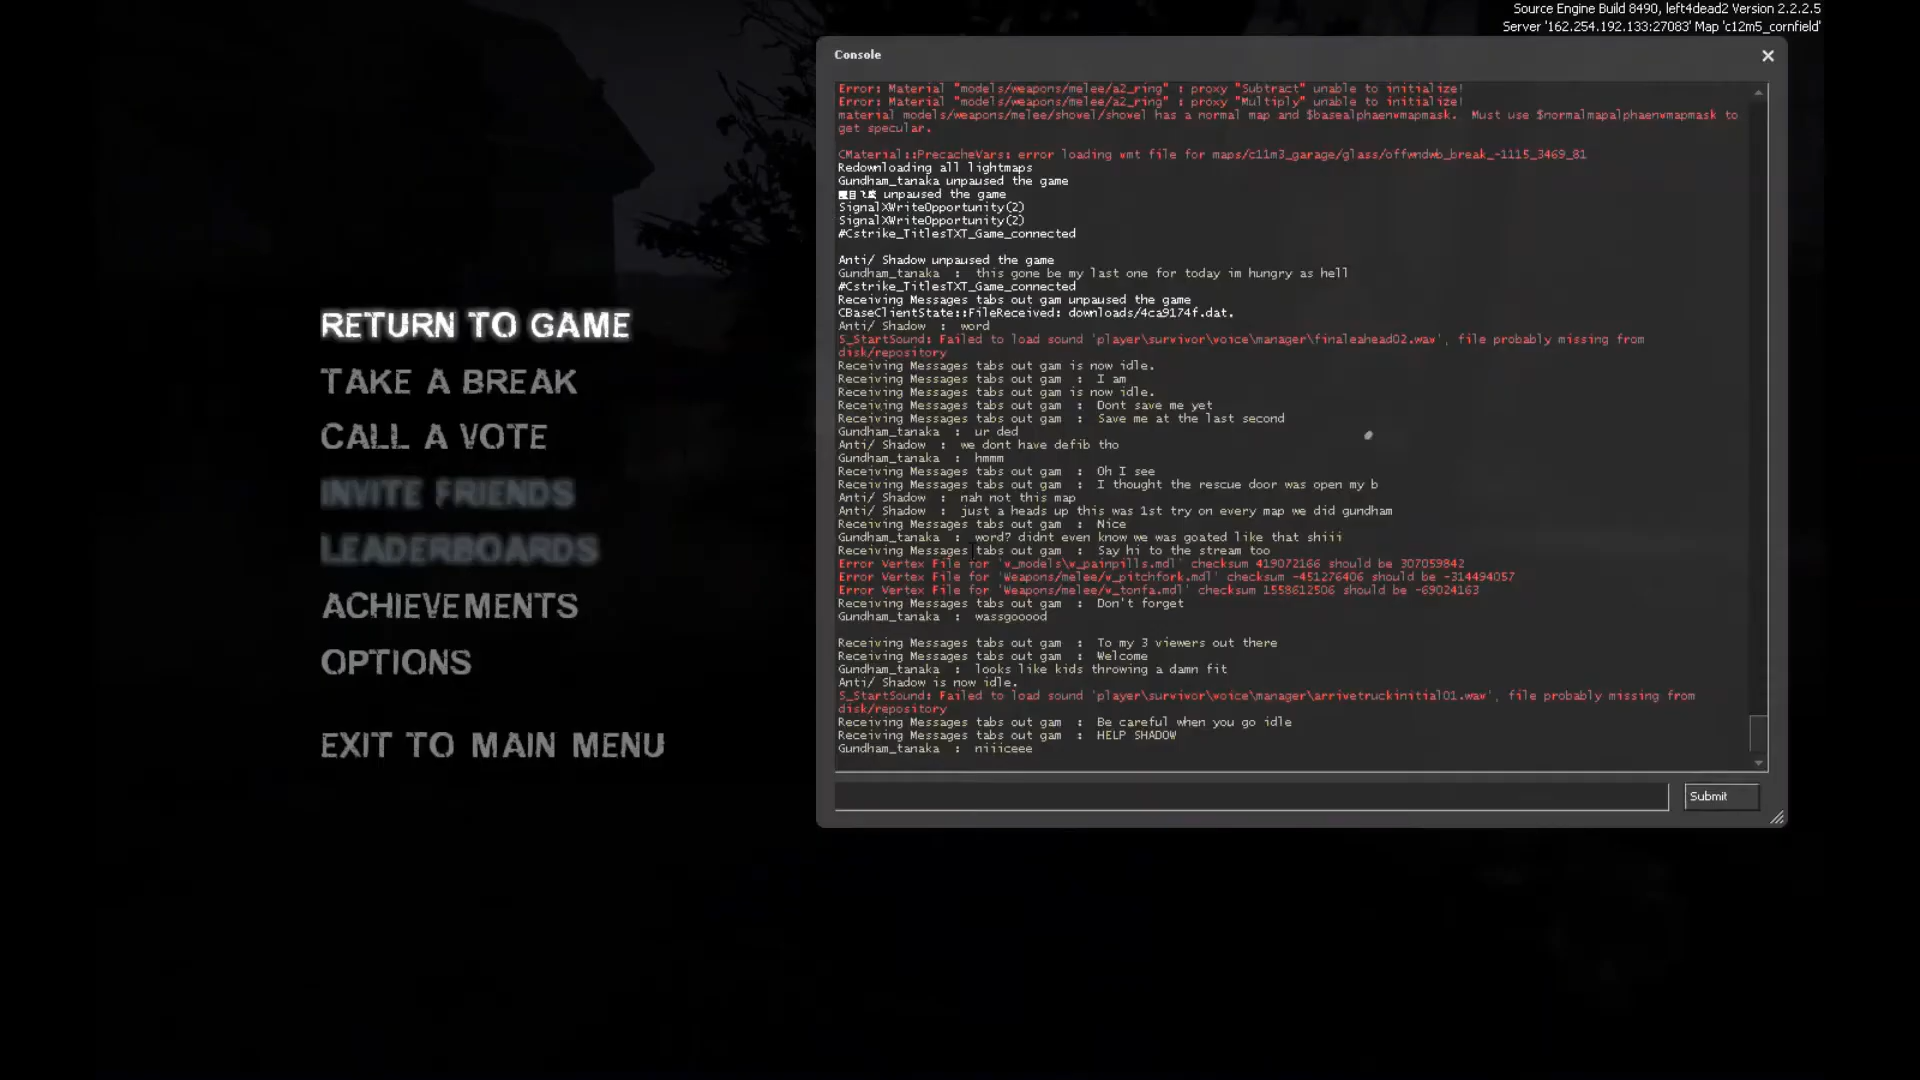 Source Engine Build 8490, left4dead2 Version 2.2.2.5
Server '162.254.192.133:27083' Map 'c12m5_cornfield'
Console
Error: Material "models/weapons/melee/a2_ring" : proxy "Subtract" unable to initialize!
Error: Material "models/weapons/melee/a2_ring" : proxy "Multiply" unable to initialize!
material models/weapons/melee/shovel/shovel has a normal map and $basealphaenvmapmask.  Must use $normalmapalphaenvmapmask to
get specular.
CMaterial::PrecacheVars: error loading vmt file for maps/c11m3_garage/glass/offwndwb_break_-1115_3469_81
Redownloading all lightmaps
Gundham_tanaka unpaused the game
unpaused the game
SignalXWriteOpportunity(2)
SignalXWriteOpportunity(2)
#Cstrike_TitlesTXT_Game_connected
Anti/ Shadow unpaused the game
Gundham_tanaka  :  this gone be my last one for today im hungry as hell
#Cstrike_TitlesTXT_Game_connected
Receiving Messages tabs out gam unpaused the game
CBaseClientState::FileReceived: downloads/4ca9174f.dat.
Anti/ Shadow  :  word
S_StartSound: Failed to load sound 'player\survivor\voice\manager\finaleahead02.wav', file probably missing from
disk/repository
Receiving Messages tabs out gam is now idle.
Receiving Messages tabs out gam  :  I am
Receiving Messages tabs out gam is now idle.
Receiving Messages tabs out gam  :  Dont save me yet
Receiving Messages tabs out gam  :  Save me at the last second
Gundham_tanaka  :  ur ded
Anti/ Shadow  :  we dont have defib tho
Gundham_tanaka  :  hmmm
Receiving Messages tabs out gam  :  Oh I see
Receiving Messages tabs out gam  :  I thought the rescue door was open my b
Anti/ Shadow  :  nah not this map
Anti/ Shadow  :  just a heads up this was 1st try on every map we did gundham
Receiving Messages tabs out gam  :  Nice
Gundham_tanaka  :  word? didnt even know we was goated like that shiii
Receiving Messages tabs out gam  :  Say hi to the stream too
Error Vertex File for 'v_models\v_painpills.mdl' checksum 419072166 should be 307059842
Error Vertex File for 'Weapons/melee/v_pitchfork.mdl' checksum -451276406 should be -314494057
Error Vertex File for 'Weapons/melee/v_tonfa.mdl' checksum 1558612506 should be -69024163
Receiving Messages tabs out gam  :  Don't forget
Gundham_tanaka  :  wassgooood
Receiving Messages tabs out gam  :  To my 3 viewers out there
Receiving Messages tabs out gam  :  Welcome
Gundham_tanaka  :  looks like kids throwing a damn fit
Anti/ Shadow is now idle.
S_StartSound: Failed to load sound 'player\survivor\voice\manager\arrivetruckinitial01.wav', file probably missing from
disk/repository
Receiving Messages tabs out gam  :  Be careful when you go idle
Receiving Messages tabs out gam  :  HELP SHADOW
Gundham_tanaka  :  niiiceee
Submit
RETURN TO GAME
TAKE A BREAK
CALL A VOTE
INVITE FRIENDS
LEADERBOARDS
ACHIEVEMENTS
OPTIONS
EXIT TO MAIN MENU